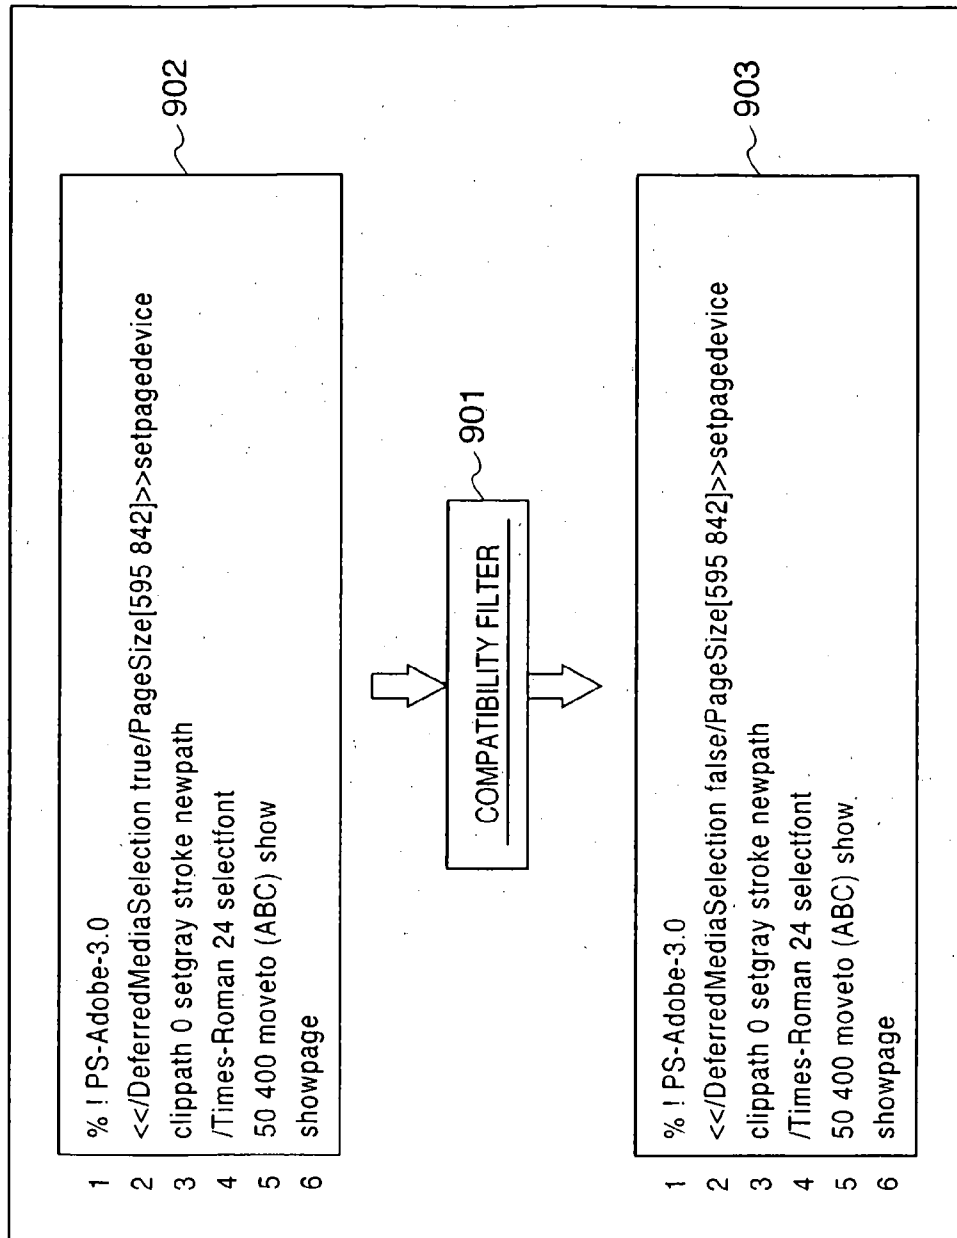 902
1 % ! PS-Adobe-3.0
2 <</DeferredMediaSelection true/PageSize[595 842]>>setpagedevice
3 clippath 0 setgray stroke newpath
4 /Times-Roman 24 selectfont
5 50 400 moveto (ABC) show
6 showpage
901
COMPATIBILITY FILTER
903
1 % ! PS-Adobe-3.0
2 <</DeferredMediaSelection false/PageSize[595 842]>>setpagedevice
3 clippath 0 setgray stroke newpath
4 /Times-Roman 24 selectfont
5 50 400 moveto (ABC) show
6 showpage